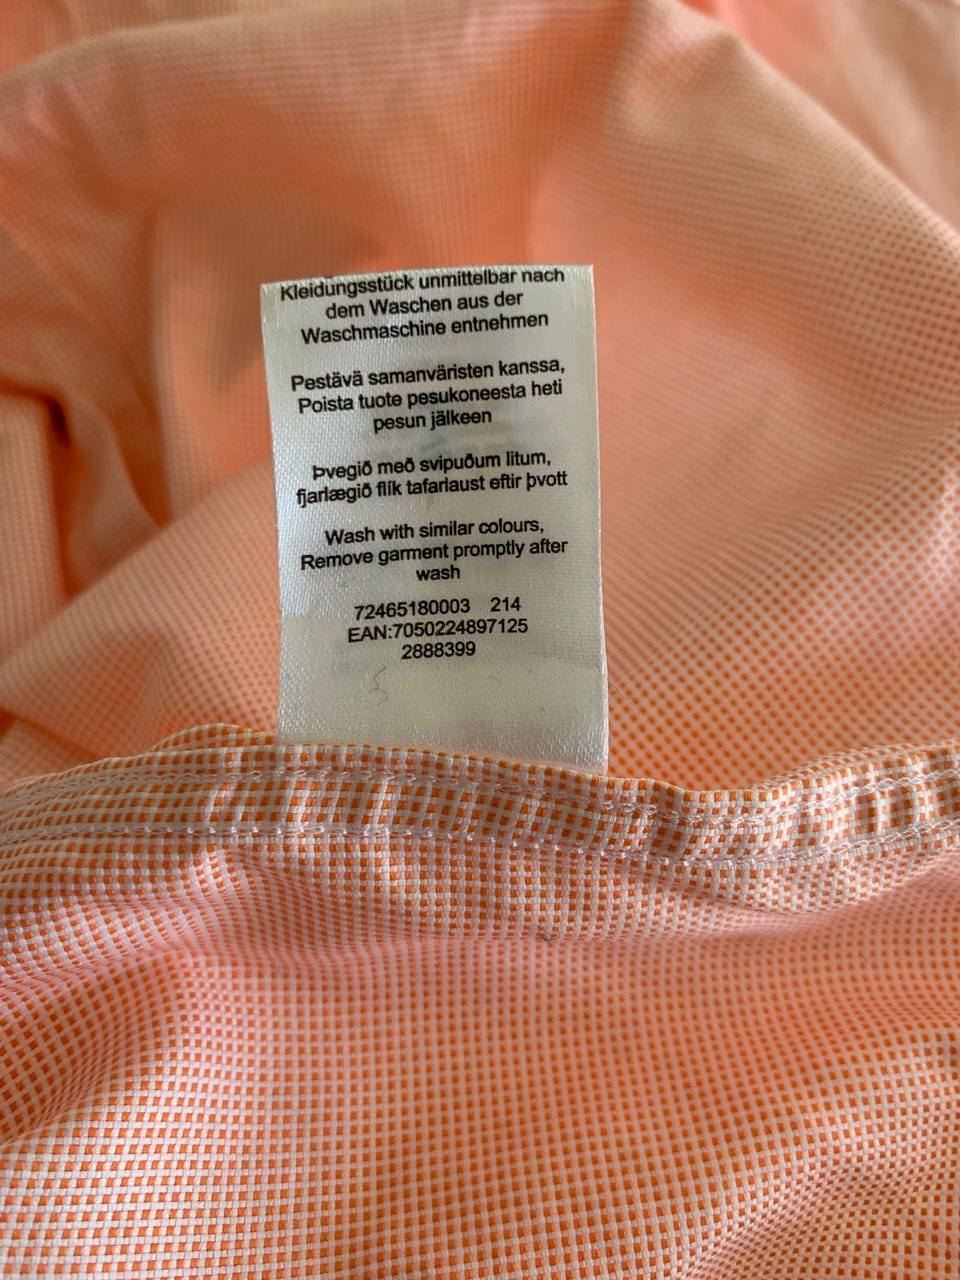 Kleidungsstück unmittelbar nach
dem Waschen aus der
Waschmaschine entnehmen
Pestävä samanväristen kanssa,
Poista tuote pesukoneesta heti
pesun jälkeen
Þvegið með svipuðum litum,
fjarlægið flík tafarlaust eftir þvott
Wash with similar colours,
Remove garment promptly after
wash
72465180003 214
EAN:7050224897125
2888399